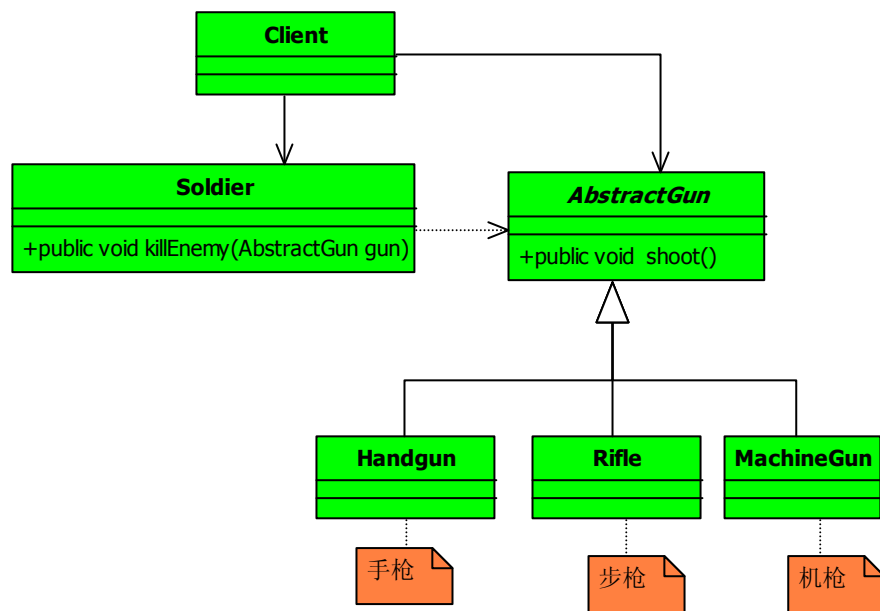 Client
Soldier
+public void killEnemy(AbstractGun gun)
AbstractGun
+public void  shoot()
Handgun
Rifle
MachineGun
手枪
步枪
机枪